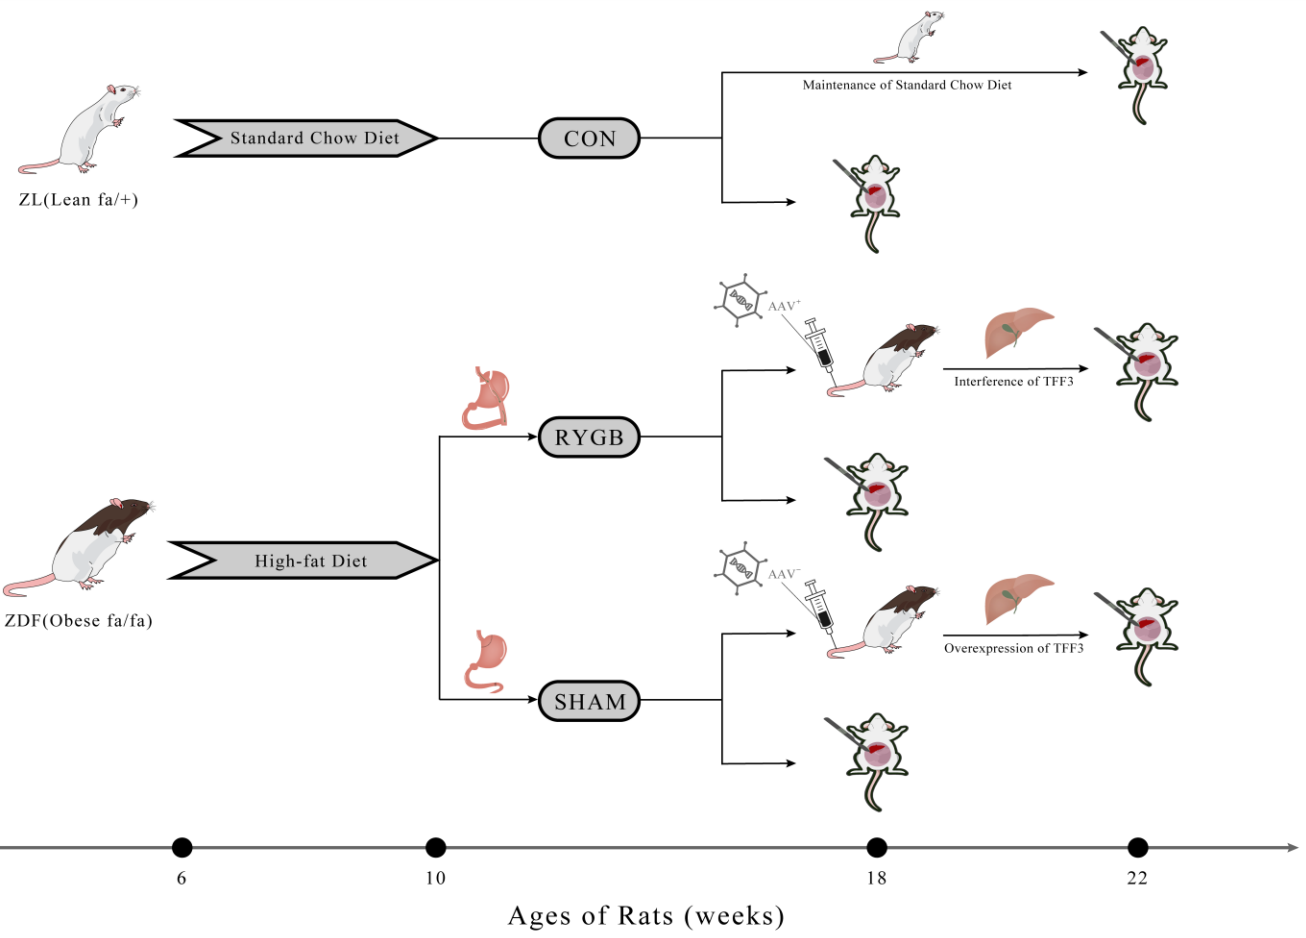 Maintenance of Standard Chow Diet
Standard Chow Diet
CON
ZL(Lean fa/+)
AAV⁺
Interference of TFF3
RYGB
High-fat Diet
AAV⁻
ZDF(Obese fa/fa)
Overexpression of TFF3
SHAM
6
10
18
22
Ages of Rats (weeks)